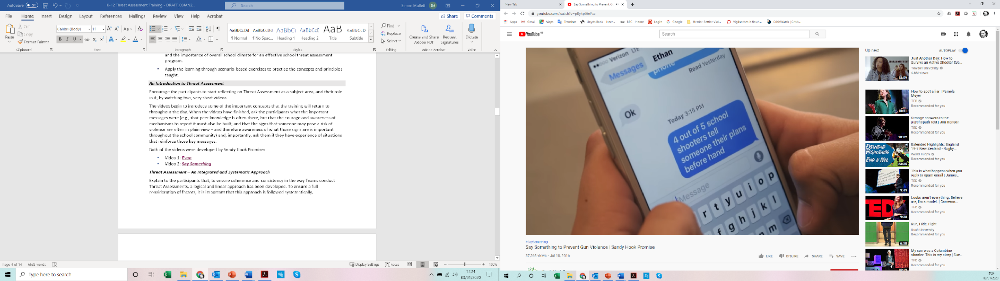 AutoSave Off
K-12 Threat Assessment Training - DRAFT_03JAN2...
Search
Simon Mallett SM
File Home Insert Design Layout References Mailings Review View Help Acrobat
Share Comments
Paste
Cut
Copy
Format Painter
Clipboard
Calibri (Body) 11
Font
Paragraph
AaBbCcDd AaBbCcDd AaBbC( AaBbCcE AaB AaBbCcD
¶ Normal ¶ No Spac... Heading 1 Heading 2 Title Subtitle
Styles
Find
Replace
Select
Editing
Create and Share Adobe PDF
Request Signatures
Adobe Acrobat
Dictate
Voice
and the importance of overall school climate for an effective school threat assessment
program.
• Apply the learning through scenario-based exercises to practice the concepts and principles
taught.
An Introduction to Threat Assessment
Encourage the participants to start reflecting on Threat Assessment as a subject area, and their role
in it, by watching two, very short videos.
The videos begin to introduce some of the important concepts that the training will return to
throughout the day. When the videos have finished, ask the participants what the important
messages were (e.g., that peer knowledge is often there, but that the courage and awareness of
mechanisms to report it must also be built; and that the signs that someone may pose a risk of
violence are often in plain view – and therefore awareness of what those signs are is important
throughout the school community) and, importantly, ask them if they have experience of situations
that reinforce those key messages.
Both of the videos were developed by Sandy Hook Promise:
▪ Video 1: Evan
▪ Video 2: Say Something
Threat Assessment – An Integrated and Systematic Approach
Explain to the participants that, to ensure coherence and consistency in the way Teams conduct
Threat Assessments, a logical and linear approach has been developed. To ensure a full
consideration of factors, it is important that this approach is followed systematically.
Page 4 of 14 6683 words
Display Settings Focus 100%
Type here to search
17:24
03/01/2020
New Tab
Say Something to Prevent G
youtube.com/watch?v=pBykpJ6nPsc
Apps Gmail Maps Translate Lloyds Bank Inter... BBC Home Login Google Harder Settler Viol... Vigilantism is flouri... CrisisWatch | Crisis...
YouTube GB
Search
Verizon LTE
Messages
Ethan
phone
Read Yesterday
Ok
Today 3:15 PM
4 out of 5 school
shooters tell
someone their plans
before hand
Message
r t y u i o p
f g h j k l
n m
#SaySomething
Say Something to Prevent Gun Violence | Sandy Hook Promise
37,263 views • Jul 18, 2016
LIKE DISLIKE SHARE SAVE
Up next
AUTOPLAY
JUST ANOTHER DAY
12:09
Just Another Day: How to
Survive an Active Shooter Eve...
Towson University
4.6M views
18:51
How to spot a liar | Pamela
Meyer
TED
Recommended for you
18:02
Strange answers to the
psychopath test | Jon Ronson
TED
Recommended for you
EXTENDED
HIGHLIGHTS
ENG V NZL
23:35
Extended Highlights: England
19-7 New Zealand - Rugby...
World Rugby
Recommended for you
9:49
This is what happens when you
reply to spam email | James...
TED
Recommended for you
TED
9:38
Looks aren't everything. Believe
me, I'm a model. | Cameron...
TED
Recommended for you
6:58
Run, Hide, Fight
Rush University
Recommended for you
15:19
My son was a Columbine
shooter. This is my story | Sue...
TED
Recommended for you
17:24
03/01/2020